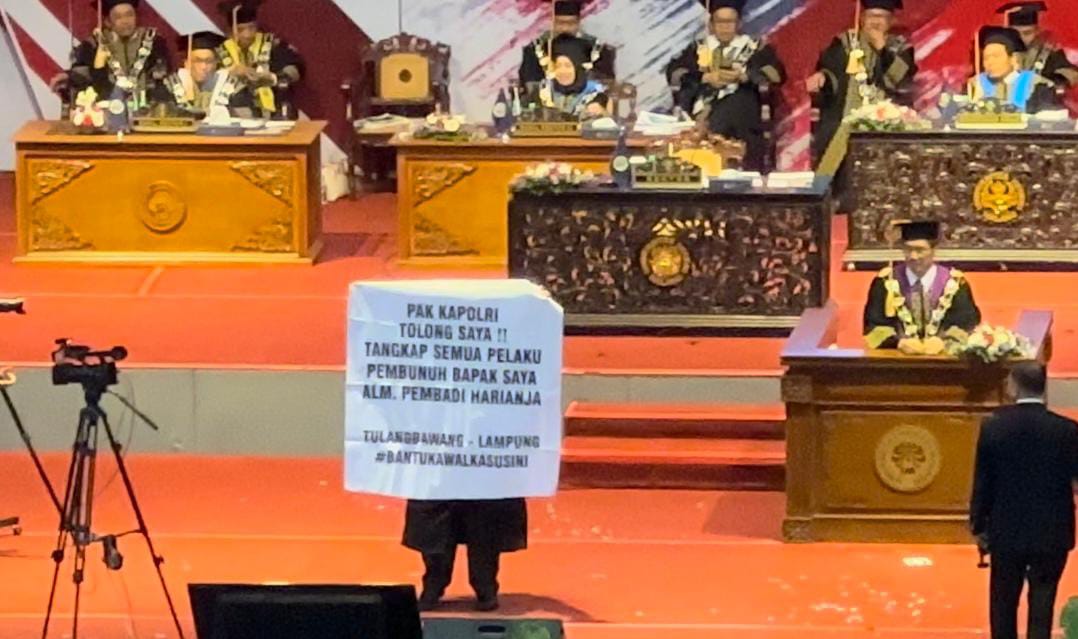 PAK KAPOLRI
TOLONG SAYA !!
TANGKAP SEMUA PELAKU
PEMBUNUH BAPAK SAYA
ALM. PEMBADI HARIANJA
TULANGBAWANG - LAMPUNG
#BANTUKAWALKASUSINI